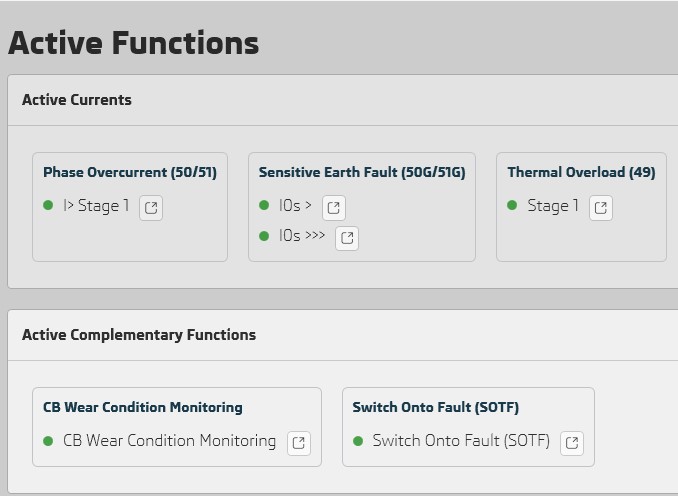 Active Functions
Active Currents
Phase Overcurrent (50/51)
I> Stage 1
Sensitive Earth Fault (50G/51G)
I0s >
I0s >>>
Thermal Overload (49)
Stage 1
Active Complementary Functions
CB Wear Condition Monitoring
CB Wear Condition Monitoring
Switch Onto Fault (SOTF)
Switch Onto Fault (SOTF)